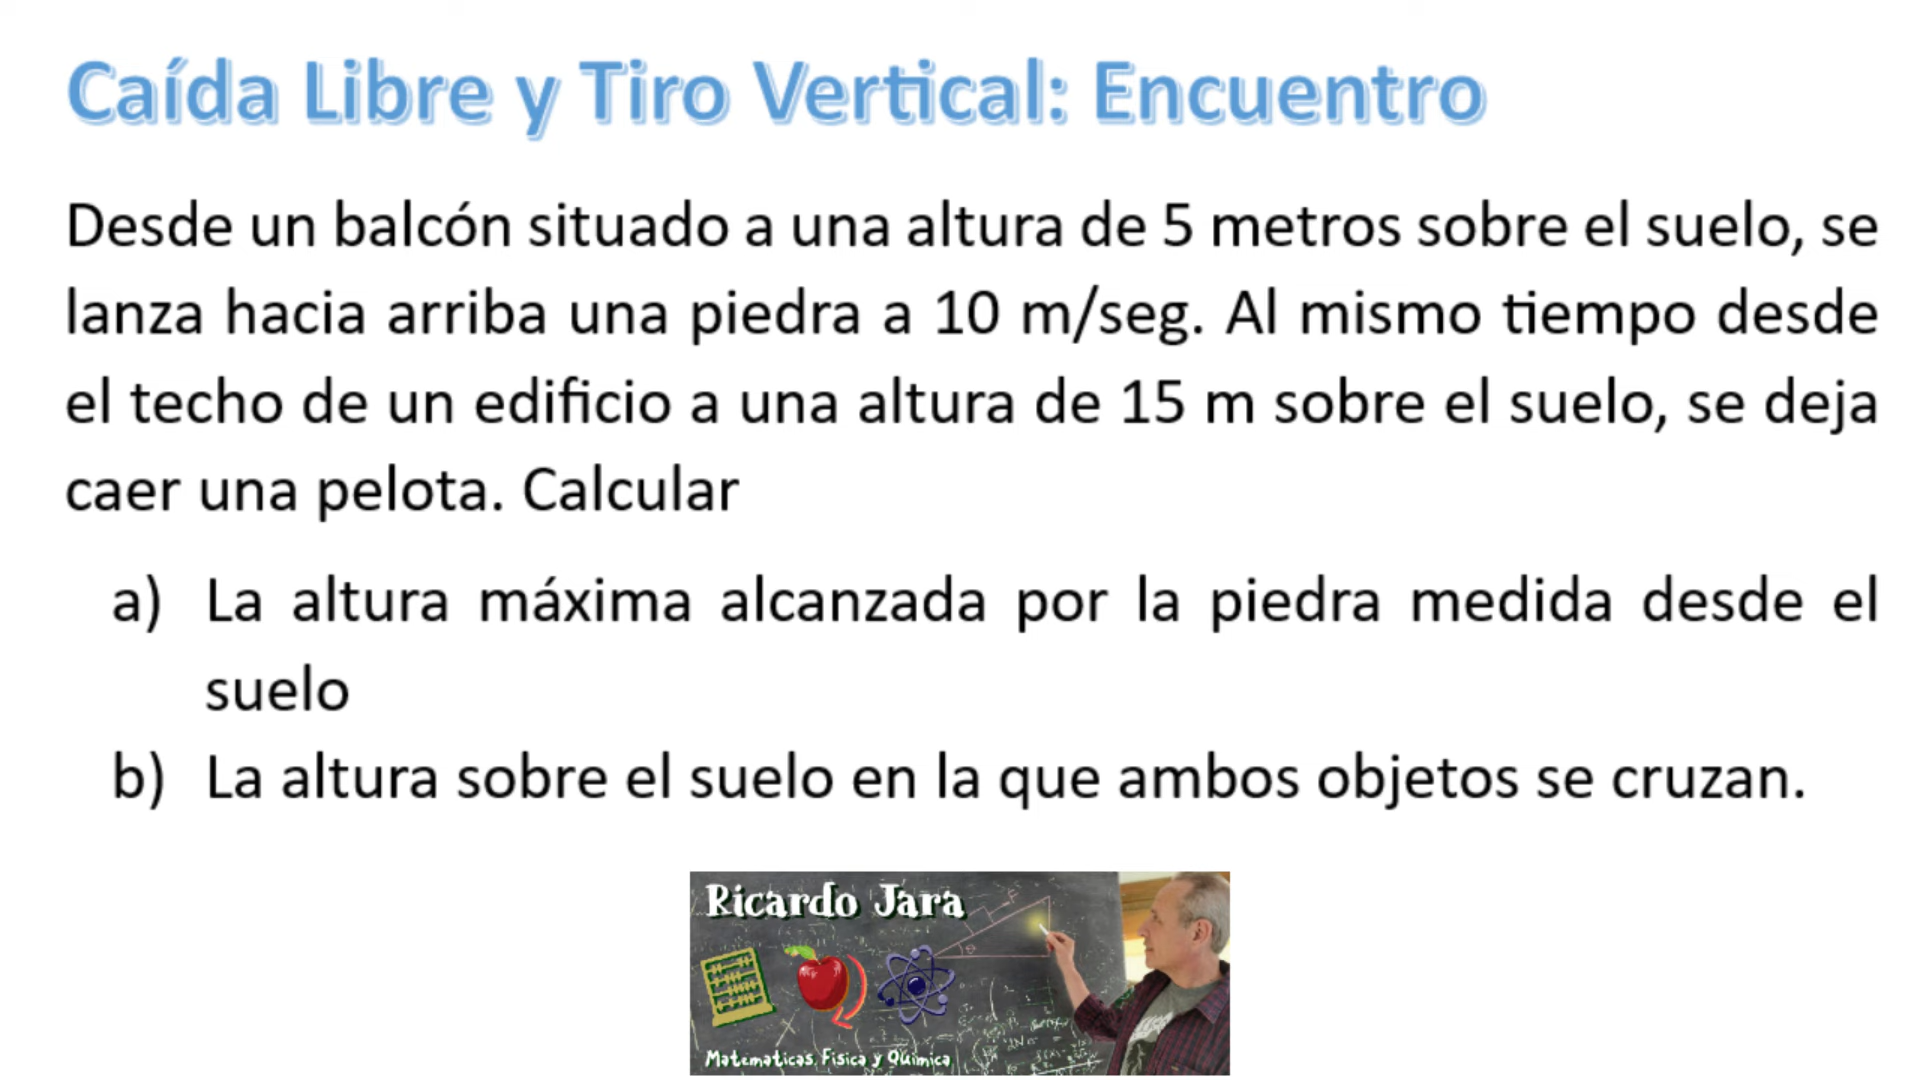 Caída Libre y Tiro Vertical: Encuentro
Desde un balcón situado a una altura de 5 metros sobre el suelo, se
lanza hacia arriba una piedra a 10 m/seg. Al mismo tiempo desde
el techo de un edificio a una altura de 15 m sobre el suelo, se deja
caer una pelota. Calcular
a) La altura máxima alcanzada por la piedra medida desde el
suelo
b) La altura sobre el suelo en la que ambos objetos se cruzan.
Ricardo Jara
Matematicas, Fisica y Quimica